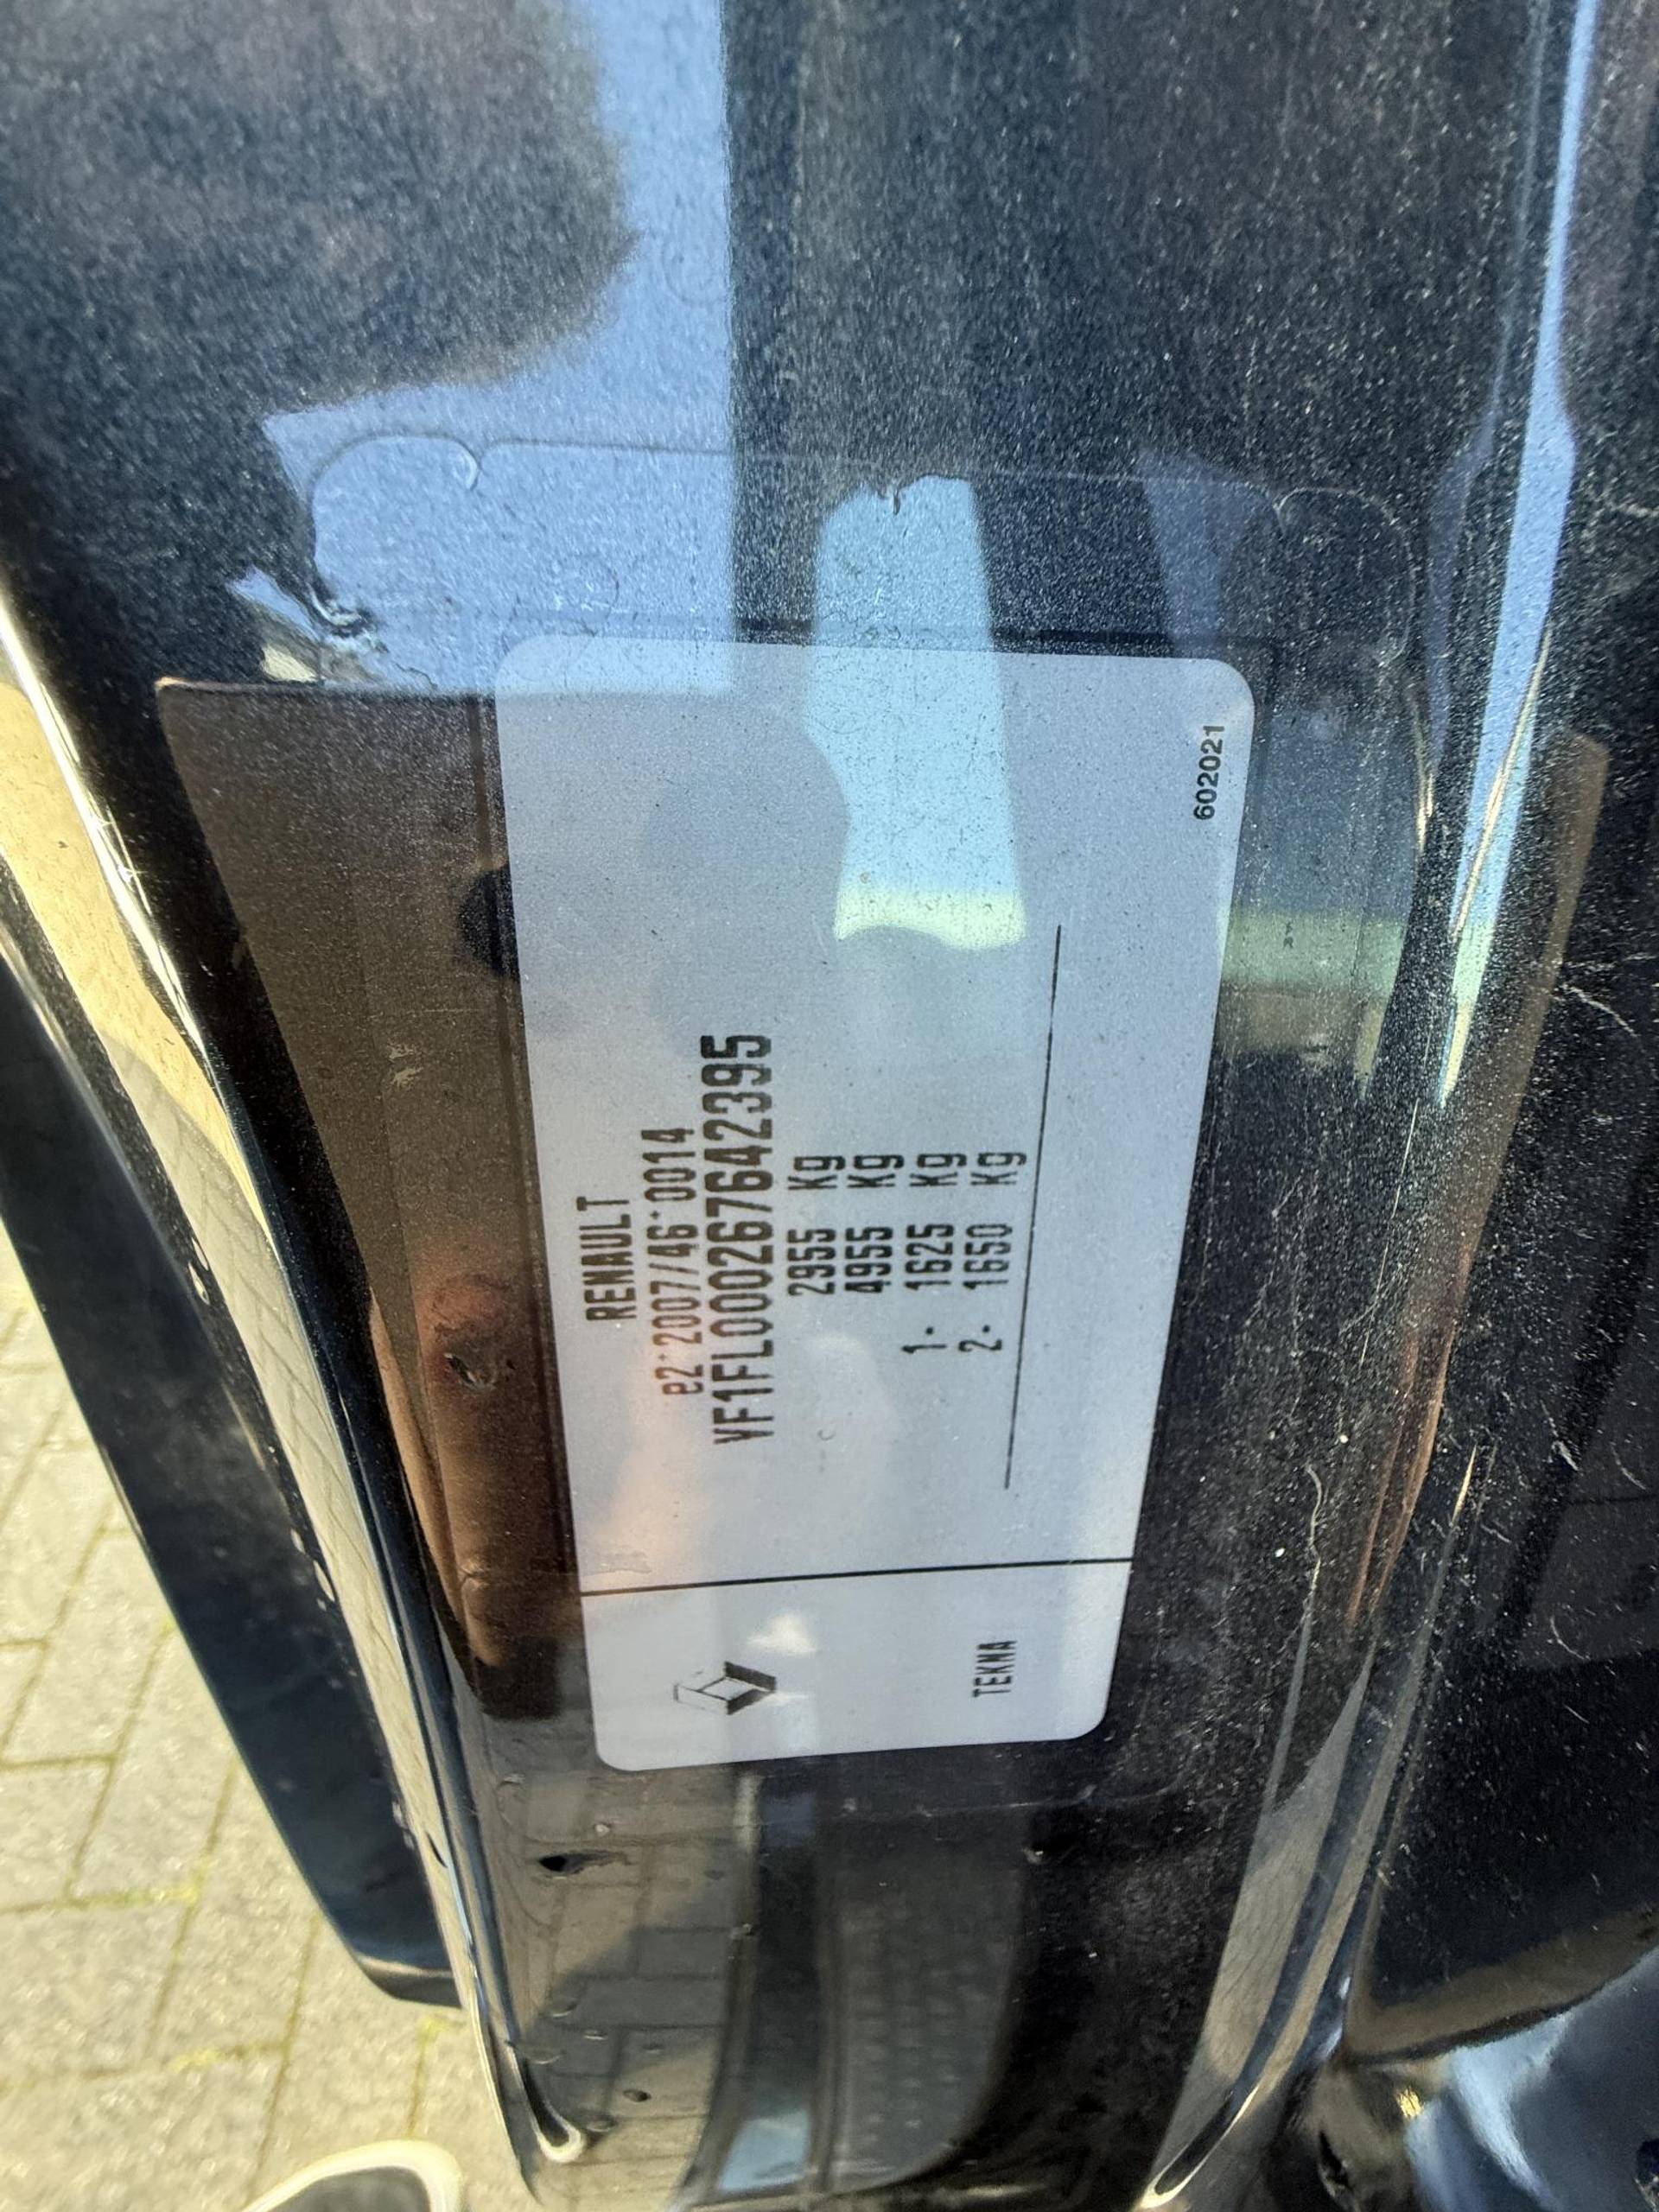 RENAULT
e2*2007/46*0014
VF1FL000267642395
2955 Kg
4955 Kg
1- 1625 Kg
2- 1650 Kg
TEKNA
602021